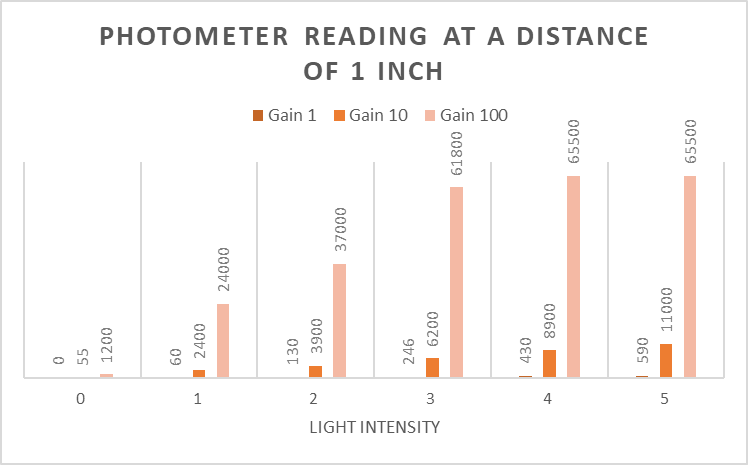 PHOTOMETER READING AT A DISTANCE
OF 1 INCH
Gain 1 Gain 10 Gain 100
0 55 1200 60 2400 24000 130 3900 37000 246 6200 61800 430 8900 65500 590 11000 65500
0 1 2 3 4 5
LIGHT INTENSITY